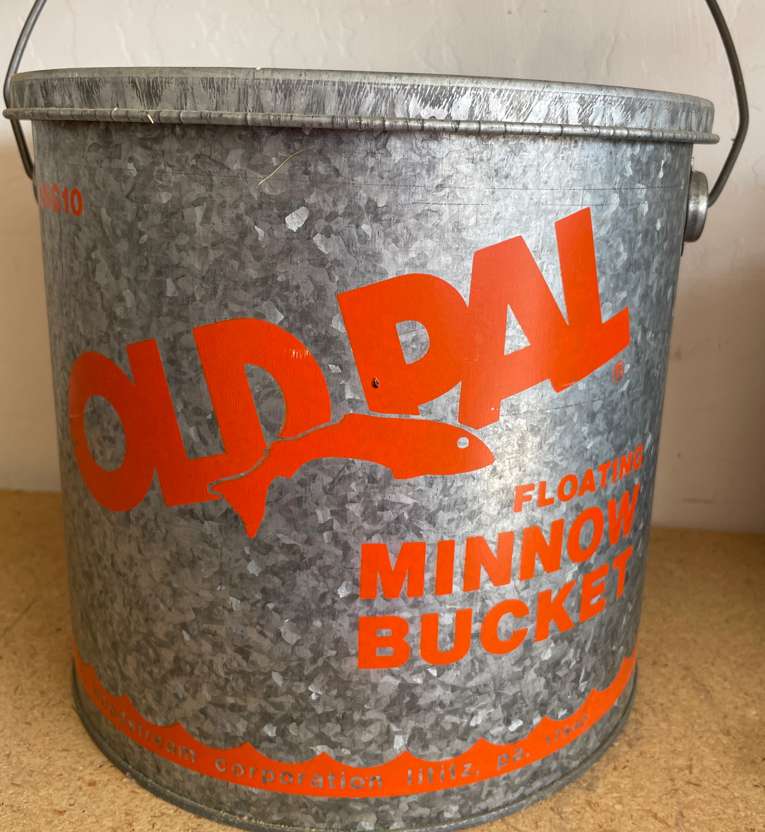 OLD PAL®
FLOATING
MINNOW
BUCKET
corporation lititz, pa.